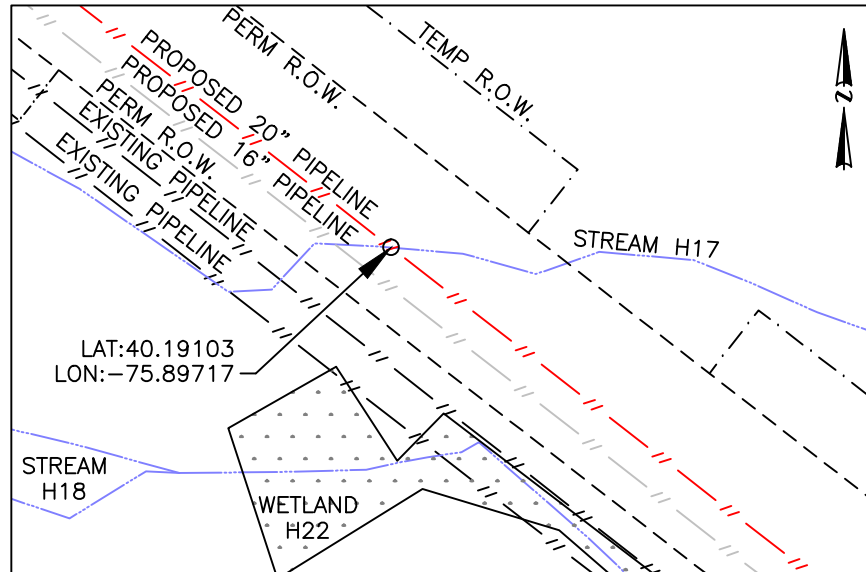 TEMP R.O.W.
PERM R.O.W.
PROPOSED 20" PIPELINE
PROPOSED 16" PIPELINE
PERM R.O.W.
EXISTING PIPELINE
EXISTING PIPELINE
N
STREAM H17
LAT:40.19103
LON:-75.89717
STREAM
H18
WETLAND
H22